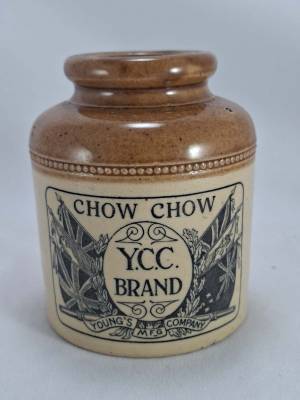 CHOW CHOW
Y.C.C.
BRAND
YOUNG'S MFG COMPANY